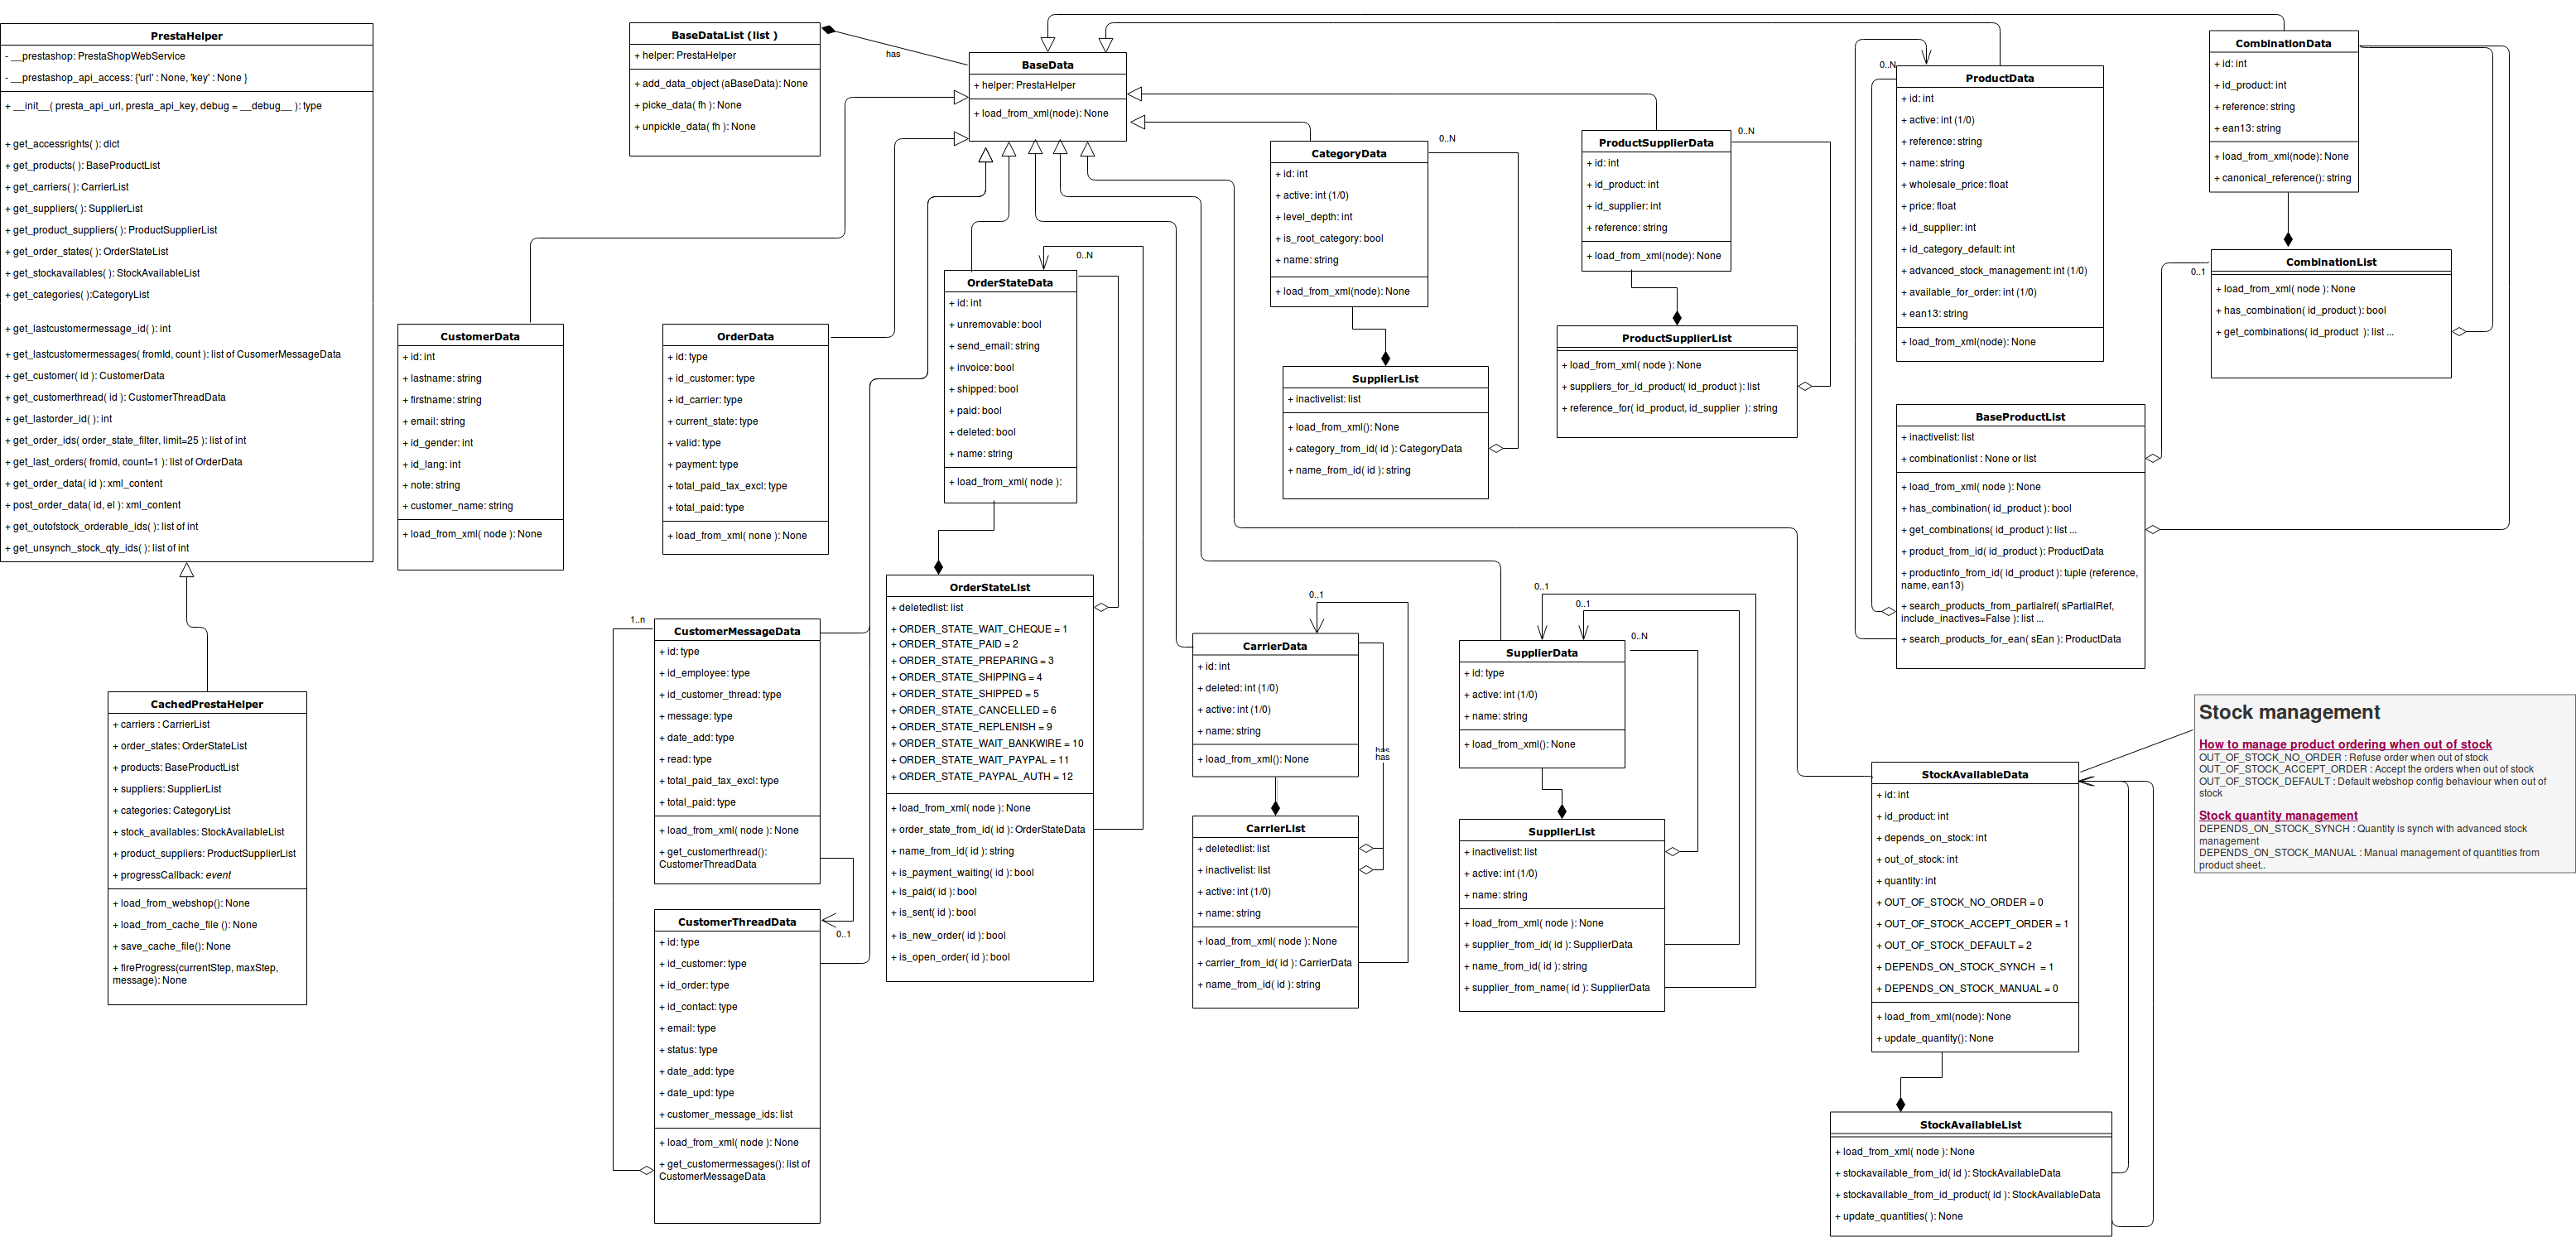 PrestaHelper
- __prestashop: PrestaShopWebService
- __prestashop_api_access: {'url' : None, 'key' : None }
+ __init__( presta_api_url, presta_api_key, debug = __debug__ ): type
+ get_accessrights( ): dict
+ get_products( ): BaseProductList
+ get_carriers( ): CarrierList
+ get_suppliers( ): SupplierList
+ get_product_suppliers( ): ProductSupplierList
+ get_order_states( ): OrderStateList
+ get_stockavailables( ): StockAvailableList
+ get_categories( ):CategoryList
+ get_lastcustomermessage_id( ): int
+ get_lastcustomermessages( fromId, count ): list of CusomerMessageData
+ get_customer( id ): CustomerData
+ get_customerthread( id ): CustomerThreadData
+ get_lastorder_id( ): int
+ get_order_ids( order_state_filter, limit=25 ): list of int
+ get_last_orders( fromid, count=1 ): list of OrderData
+ get_order_data( id ): xml_content
+ post_order_data( id, el ): xml_content
+ get_outofstock_orderable_ids( ): list of int
+ get_unsynch_stock_qty_ids( ): list of int
CachedPrestaHelper
+ carriers : CarrierList
+ order_states: OrderStateList
+ products: BaseProductList
+ suppliers: SupplierList
+ categories: CategoryList
+ stock_availables: StockAvailableList
+ product_suppliers: ProductSupplierList
+ progressCallback: event
+ load_from_webshop(): None
+ load_from_cache_file (): None
+ save_cache_file(): None
+ fireProgress(currentStep, maxStep,
message): None
BaseDataList (list )
+ helper: PrestaHelper
+ add_data_object (aBaseData): None
+ picke_data( fh ): None
+ unpickle_data( fh ): None
has
BaseData
+ helper: PrestaHelper
+ load_from_xml(node): None
CustomerData
+ id: int
+ lastname: string
+ firstname: string
+ email: string
+ id_gender: int
+ id_lang: int
+ note: string
+ customer_name: string
+ load_from_xml( node ): None
OrderData
+ id: type
+ id_customer: type
+ id_carrier: type
+ current_state: type
+ valid: type
+ payment: type
+ total_paid_tax_excl: type
+ total_paid: type
+ load_from_xml( none ): None
0..N
OrderStateData
+ id: int
+ unremovable: bool
+ send_email: string
+ invoice: bool
+ shipped: bool
+ paid: bool
+ deleted: bool
+ name: string
+ load_from_xml( node ):
OrderStateList
+ deletedlist: list
+ ORDER_STATE_WAIT_CHEQUE = 1
+ ORDER_STATE_PAID = 2
+ ORDER_STATE_PREPARING = 3
+ ORDER_STATE_SHIPPING = 4
+ ORDER_STATE_SHIPPED = 5
+ ORDER_STATE_CANCELLED = 6
+ ORDER_STATE_REPLENISH = 9
+ ORDER_STATE_WAIT_BANKWIRE = 10
+ ORDER_STATE_WAIT_PAYPAL = 11
+ ORDER_STATE_PAYPAL_AUTH = 12
+ load_from_xml( node ): None
+ order_state_from_id( id ): OrderStateData
+ name_from_id( id ): string
+ is_payment_waiting( id ): bool
+ is_paid( id ): bool
+ is_sent( id ): bool
+ is_new_order( id ): bool
+ is_open_order( id ): bool
1..n
CustomerMessageData
+ id: type
+ id_employee: type
+ id_customer_thread: type
+ message: type
+ date_add: type
+ read: type
+ total_paid_tax_excl: type
+ total_paid: type
+ load_from_xml( node ): None
+ get_customerthread():
CustomerThreadData
0..1
CustomerThreadData
+ id: type
+ id_customer: type
+ id_order: type
+ id_contact: type
+ email: type
+ status: type
+ date_add: type
+ date_upd: type
+ customer_message_ids: list
+ load_from_xml( node ): None
+ get_customermessages(): list of
CustomerMessageData
0..N
CategoryData
+ id: int
+ active: int (1/0)
+ level_depth: int
+ is_root_category: bool
+ name: string
+ load_from_xml(node): None
SupplierList
+ inactivelist: list
+ load_from_xml(): None
+ category_from_id( id ): CategoryData
+ name_from_id( id ): string
0..N
ProductSupplierData
+ id: int
+ id_product: int
+ id_supplier: int
+ reference: string
+ load_from_xml(node): None
ProductSupplierList
+ load_from_xml( node ): None
+ suppliers_for_id_product( id_product ): list
+ reference_for( id_product, id_supplier ): string
0..1
CarrierData
+ id: int
+ deleted: int (1/0)
+ active: int (1/0)
+ name: string
+ load_from_xml(): None
has
has
CarrierList
+ deletedlist: list
+ inactivelist: list
+ active: int (1/0)
+ name: string
+ load_from_xml( node ): None
+ carrier_from_id( id ): CarrierData
+ name_from_id( id ): string
0..1
0..1
0..N
SupplierData
+ id: type
+ active: int (1/0)
+ name: string
+ load_from_xml(): None
SupplierList
+ inactivelist: list
+ active: int (1/0)
+ name: string
+ load_from_xml( node ): None
+ supplier_from_id( id ): SupplierData
+ name_from_id( id ): string
+ supplier_from_name( id ): SupplierData
0..N
ProductData
+ id: int
+ active: int (1/0)
+ reference: string
+ name: string
+ wholesale_price: float
+ price: float
+ id_supplier: int
+ id_category_default: int
+ advanced_stock_management: int (1/0)
+ available_for_order: int (1/0)
+ ean13: string
+ load_from_xml(node): None
BaseProductList
+ inactivelist: list
+ combinationlist : None or list
+ load_from_xml( node ): None
+ has_combination( id_product ): bool
+ get_combinations( id_product ): list ...
+ product_from_id( id_product ): ProductData
+ productinfo_from_id( id_product ): tuple (reference,
name, ean13)
+ search_products_from_partialref( sPartialRef,
include_inactives=False ): list ...
+ search_products_for_ean( sEan ): ProductData
CombinationData
+ id: int
+ id_product: int
+ reference: string
+ ean13: string
+ load_from_xml(node): None
+ canonical_reference(): string
0..1
CombinationList
+ load_from_xml( node ): None
+ has_combination( id_product ): bool
+ get_combinations( id_product ): list ...
Stock management
How to manage product ordering when out of stock
OUT_OF_STOCK_NO_ORDER : Refuse order when out of stock
OUT_OF_STOCK_ACCEPT_ORDER : Accept the orders when out of stock
OUT_OF_STOCK_DEFAULT : Default webshop config behaviour when out of
stock
Stock quantity management
DEPENDS_ON_STOCK_SYNCH : Quantity is synch with advanced stock
management
DEPENDS_ON_STOCK_MANUAL : Manual management of quantities from
product sheet..
StockAvailableData
+ id: int
+ id_product: int
+ depends_on_stock: int
+ out_of_stock: int
+ quantity: int
+ OUT_OF_STOCK_NO_ORDER = 0
+ OUT_OF_STOCK_ACCEPT_ORDER = 1
+ OUT_OF_STOCK_DEFAULT = 2
+ DEPENDS_ON_STOCK_SYNCH = 1
+ DEPENDS_ON_STOCK_MANUAL = 0
+ load_from_xml(node): None
+ update_quantity(): None
StockAvailableList
+ load_from_xml( node ): None
+ stockavailable_from_id( id ): StockAvailableData
+ stockavailable_from_id_product( id ): StockAvailableData
+ update_quantities( ): None